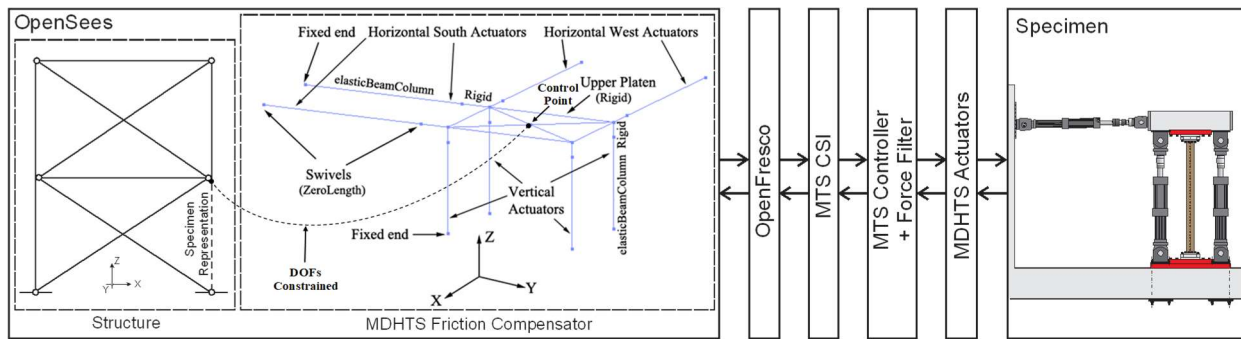 OpenSees
Specimen
Representation
Z
Y
X
Structure
Fixed end
Horizontal South Actuators
Horizontal West Actuators
elasticBeamColumn
Rigid
Control
Point
Upper Platen
(Rigid)
Rigid
elasticBeamColumn
Swivels
(ZeroLength)
Vertical
Actuators
Fixed end
DOFs
Constrained
Z
X
Y
MDHTS Friction Compensator
OpenFresco
MTS CSI
MTS Controller
+ Force Filter
MDHTS Actuators
Specimen